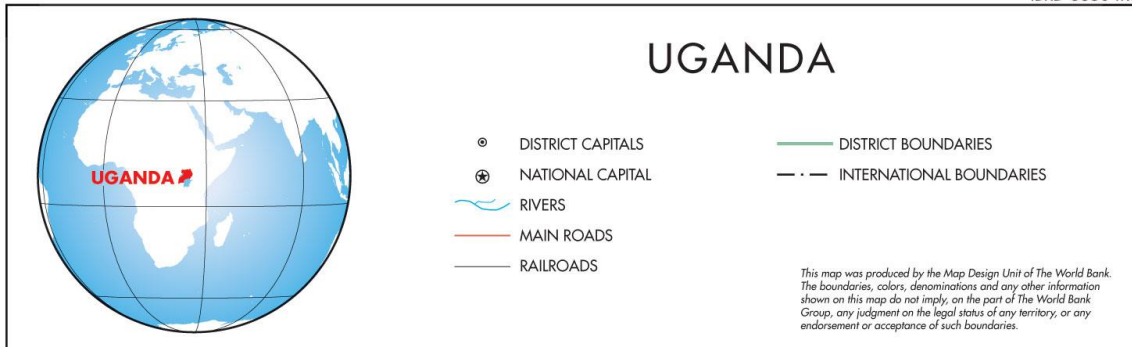 UGANDA
UGANDA
DISTRICT CAPITALS
NATIONAL CAPITAL
RIVERS
MAIN ROADS
RAILROADS
DISTRICT BOUNDARIES
INTERNATIONAL BOUNDARIES
This map was produced by the Map Design Unit of The World Bank.
The boundaries, colors, denominations and any other information
shown on this map do not imply, on the part of The World Bank
Group, any judgment on the legal status of any territory, or any
endorsement or acceptance of such boundaries.